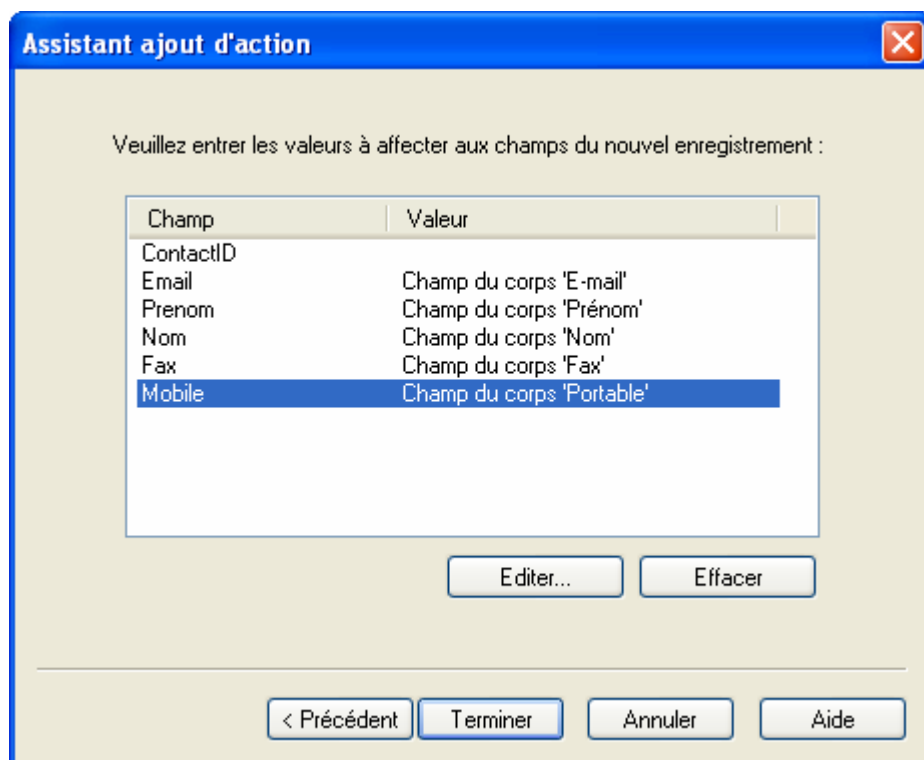 Assistant ajout d'action
Veuillez entrer les valeurs à affecter aux champs du nouvel enregistrement :
Champ Valeur
ContactID
Email Champ du corps 'E-mail'
Prenom Champ du corps 'Prénom'
Nom Champ du corps 'Nom'
Fax Champ du corps 'Fax'
Mobile Champ du corps 'Portable'
Editer... Effacer
< Précédent Terminer Annuler Aide